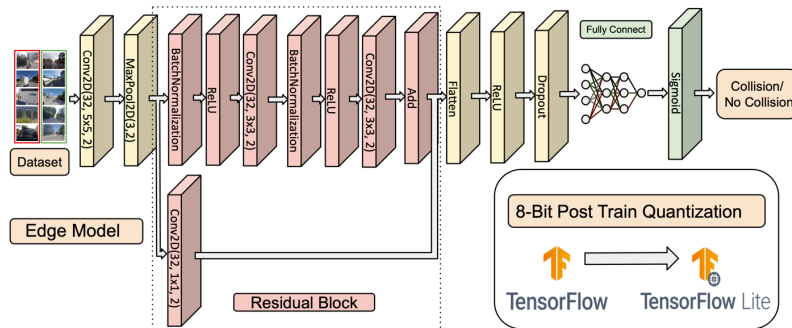 Dataset
Conv2D(32, 5x5, 2)
MaxPool2D(3,2)
BatchNormalization
ReLU
Conv2D(32, 3x3, 2)
BatchNormalization
ReLU
Conv2D(32, 3x3, 2)
Add
Flatten
ReLU
Dropout
Fully Connect
Sigmoid
Collision/
No Collision
Conv2D(32, 1x1, 2)
Edge Model
Residual Block
8-Bit Post Train Quantization
TensorFlow
TensorFlow Lite